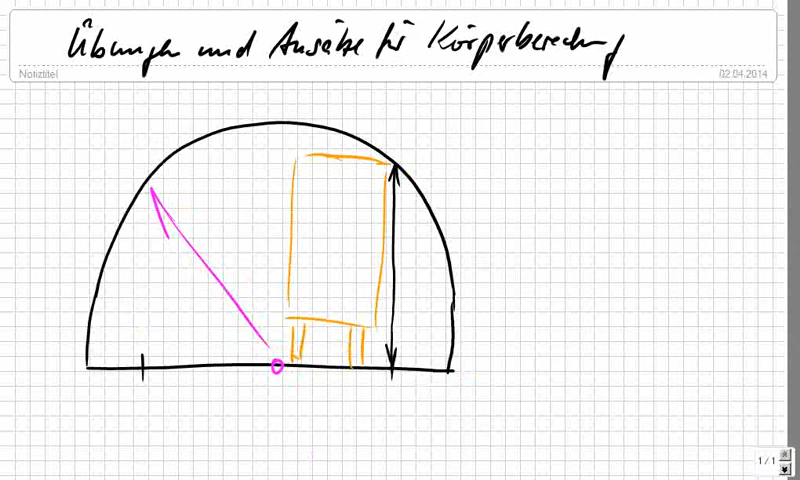 Übungen und Ansätze für Körperberechnung
Notiztitel
02.04.2014
1 / 1